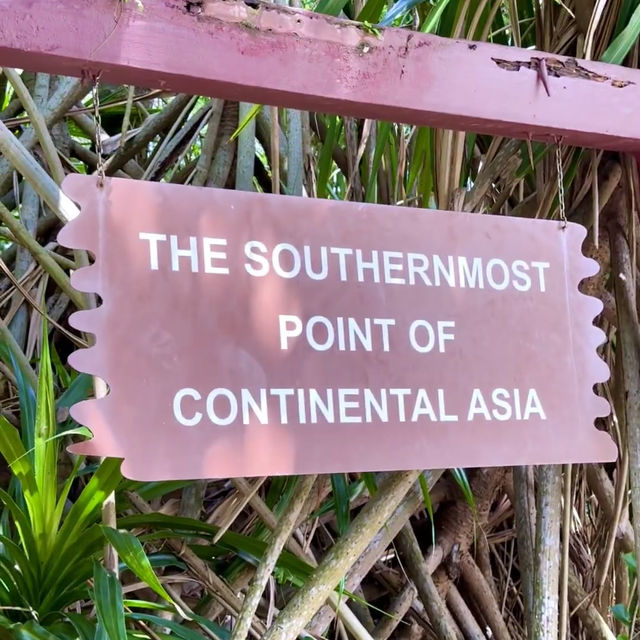 THE SOUTHERNMOST
POINT OF
CONTINENTAL ASIA